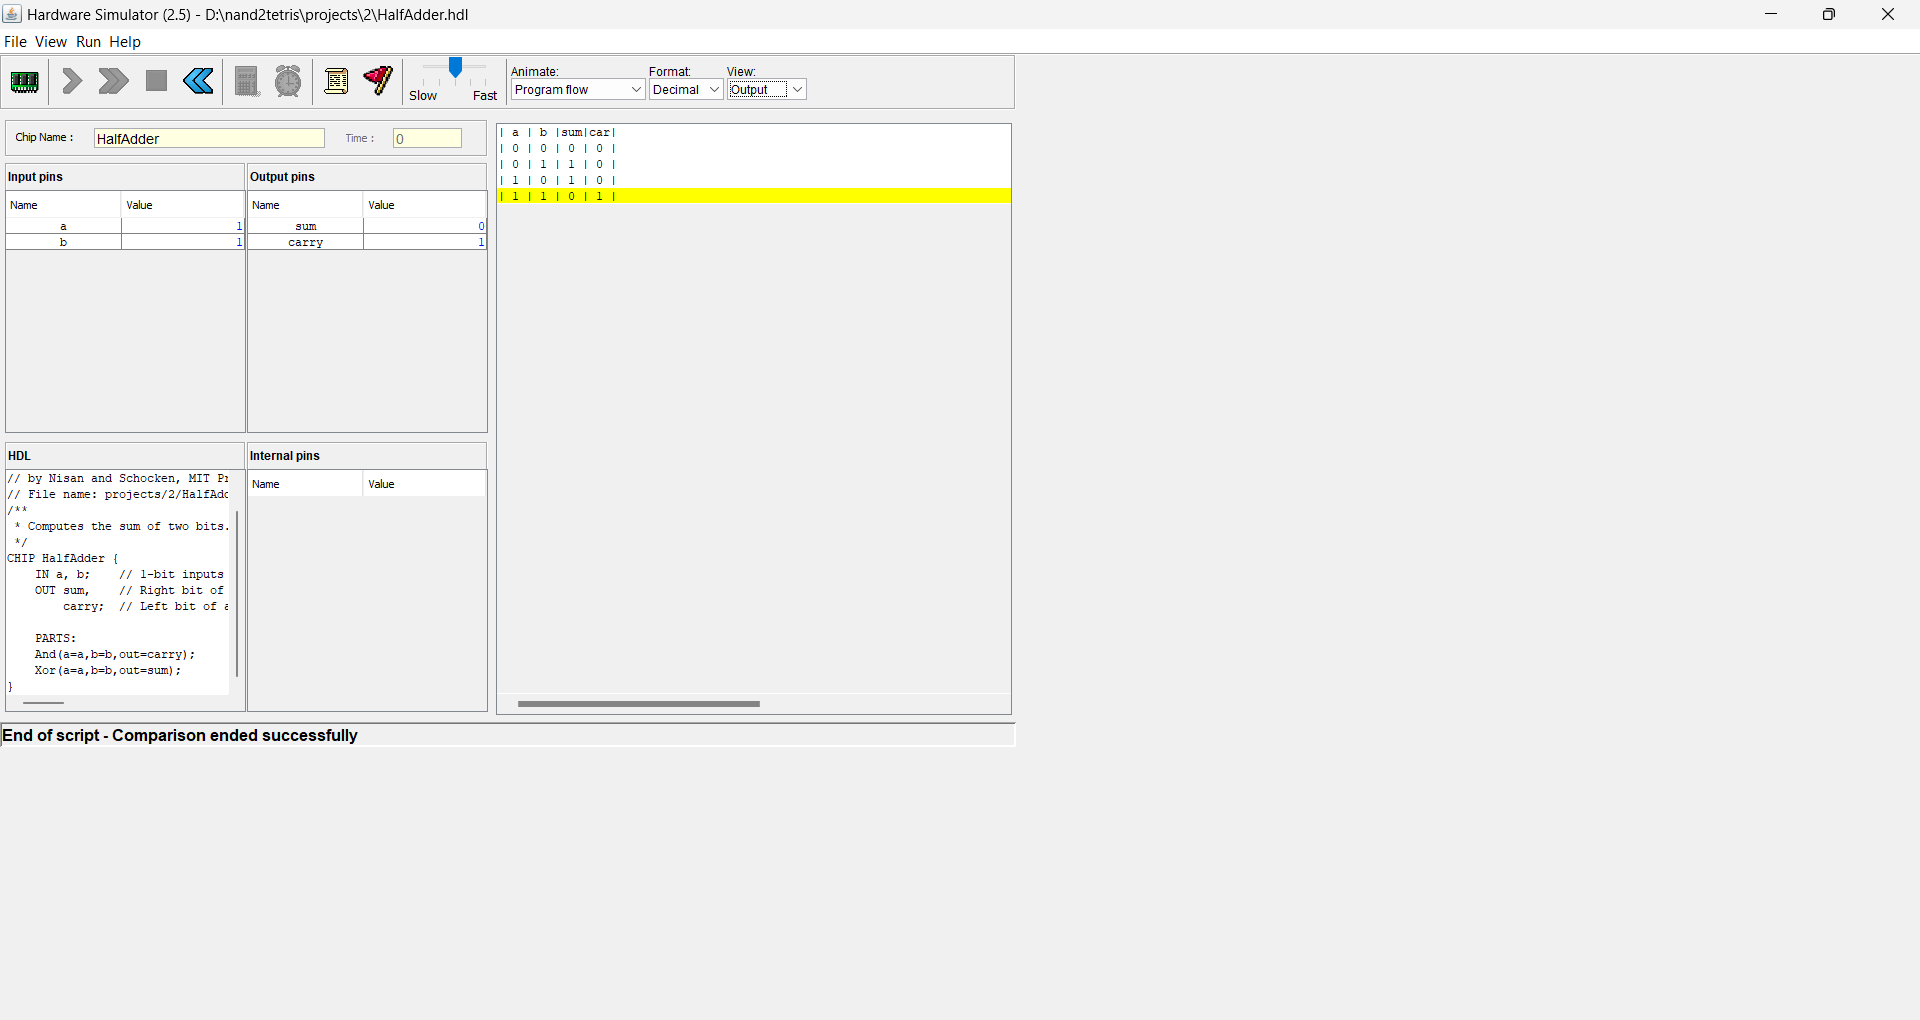 Hardware Simulator (2.5) - D:\nand2tetris\projects\2\HalfAdder.hdl
File View Run Help
Slow Fast
Animate: Format: View:
Program flow Decimal Output
Chip Name : HalfAdder Time : 0
Input pins
Name Value
a 1
b 1
Output pins
Name Value
sum 0
carry 1
| a | b |sum|car|
| 0 | 0 | 0 | 0 |
| 0 | 1 | 1 | 0 |
| 1 | 0 | 1 | 0 |
| 1 | 1 | 0 | 1 |
HDL
// by Nisan and Schocken, MIT Pr
// File name: projects/2/HalfAdd
/**
* Computes the sum of two bits.
*/
CHIP HalfAdder {
IN a, b; // 1-bit inputs
OUT sum, // Right bit of
carry; // Left bit of a
PARTS:
And(a=a,b=b,out=carry);
Xor(a=a,b=b,out=sum);
}
Internal pins
Name Value
End of script - Comparison ended successfully